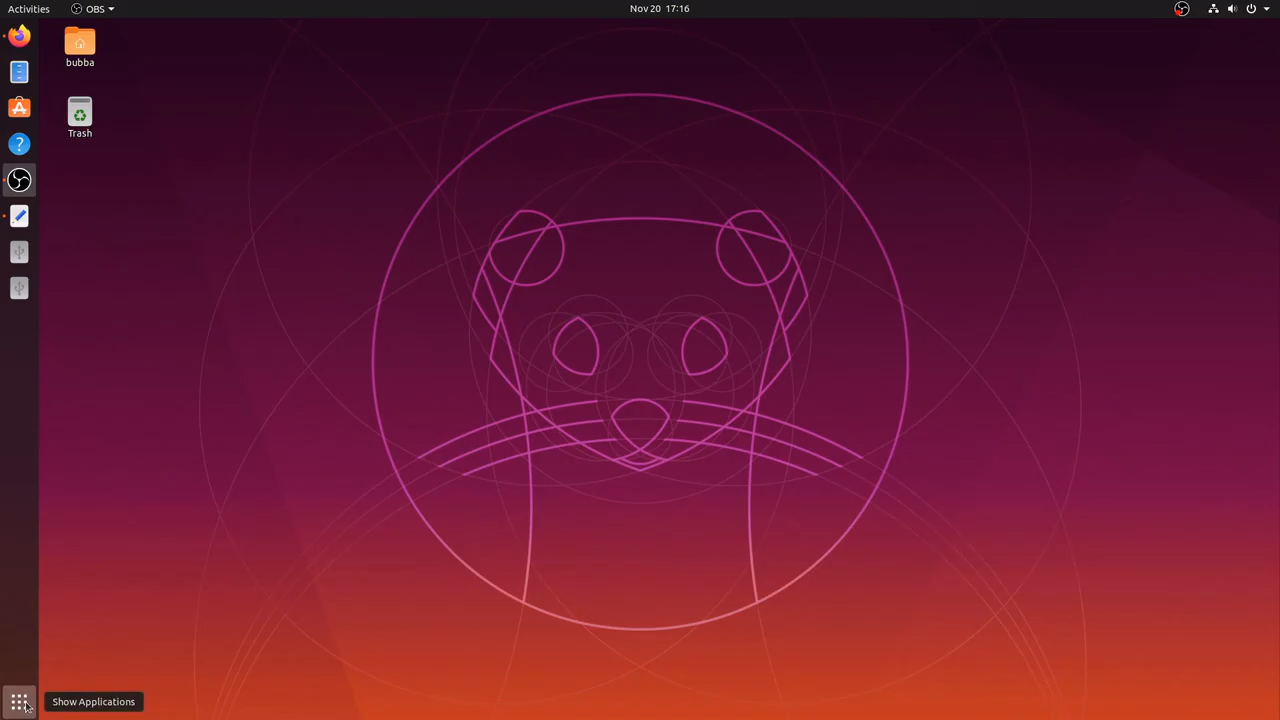 Activities
OBS
Nov 20 17:16
bubba
Trash
Show Applications